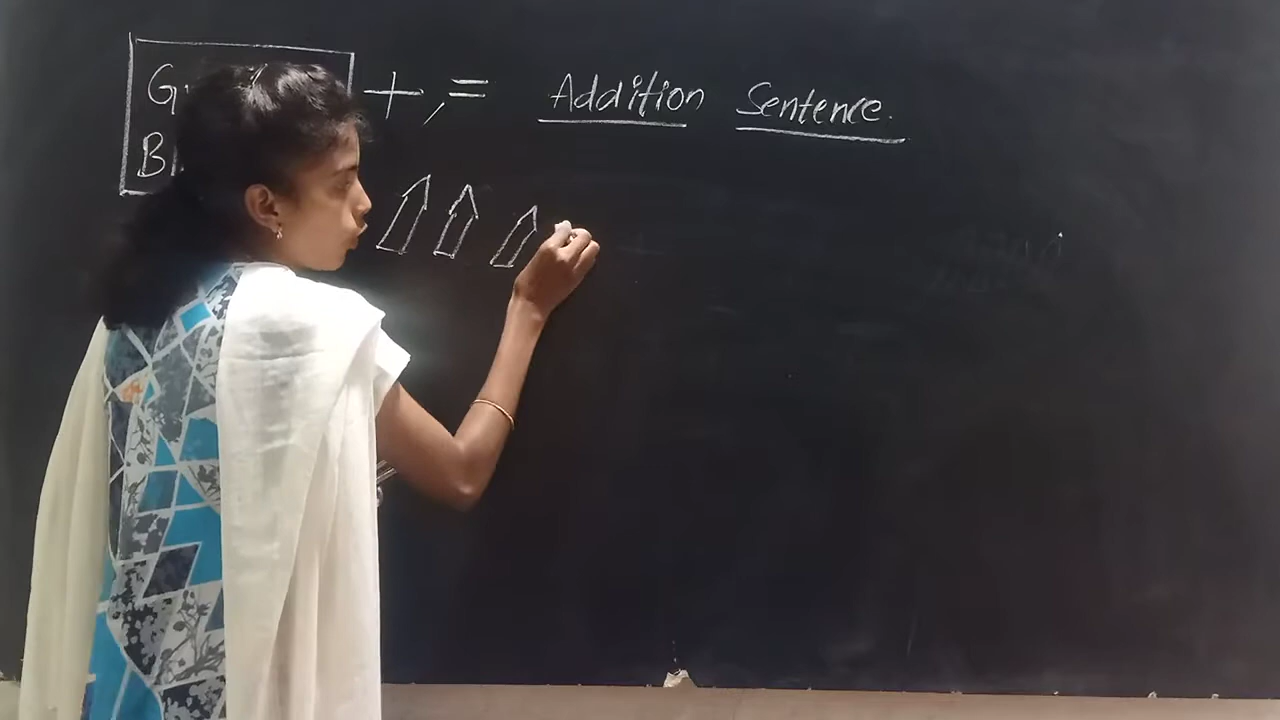 +, = Addition Sentence.